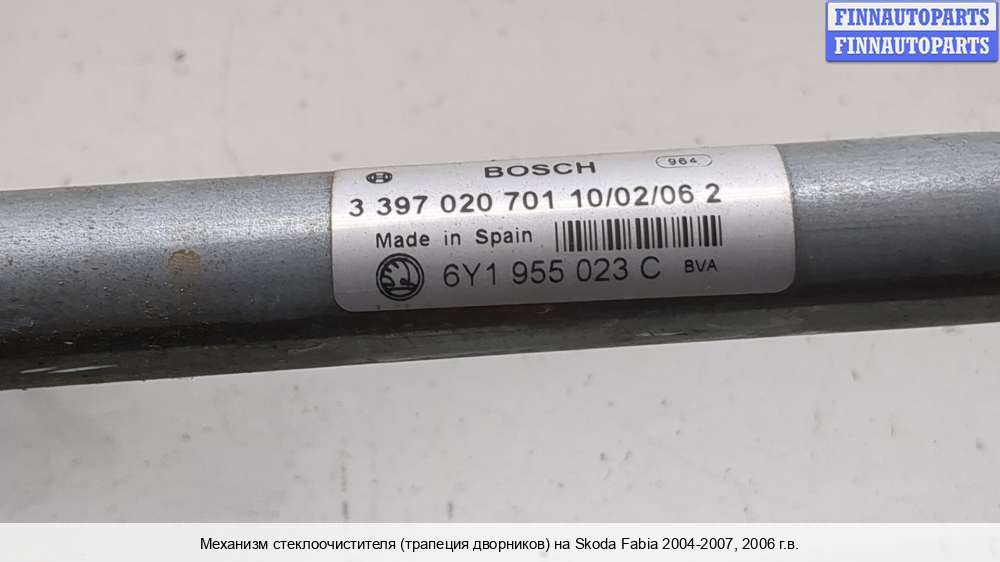 FINNAUTOPARTS
FINNAUTOPARTS
BOSCH 964
3 397 020 701 10/02/06 2
Made in Spain
6Y1 955 023 C BVA
Механизм стеклоочистителя (трапеция дворников) на Skoda Fabia 2004-2007, 2006 г.в.